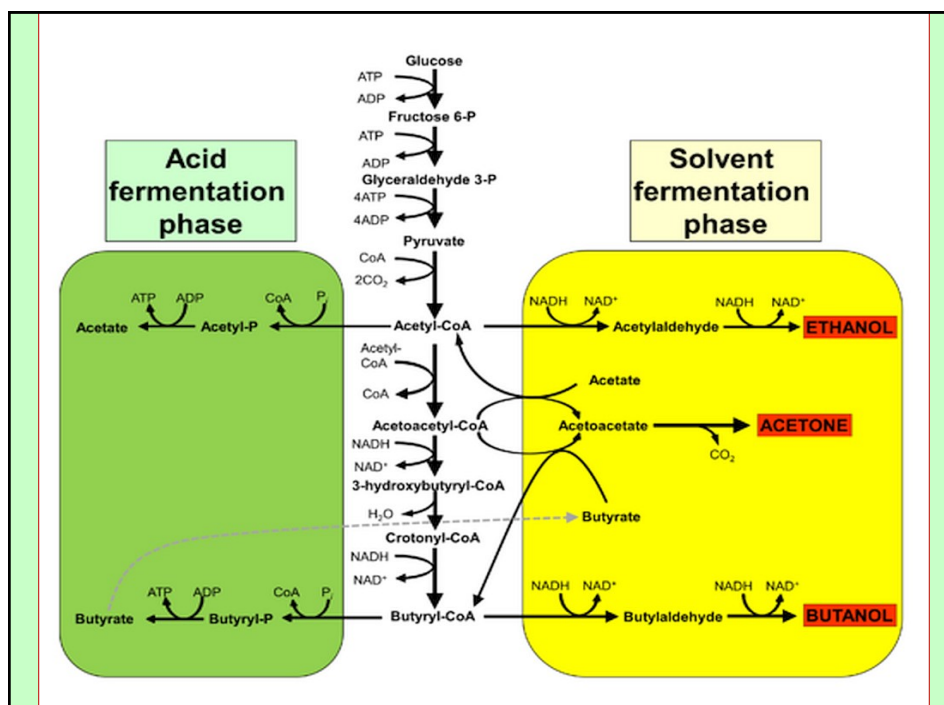 Glucose
ATP
ADP
Fructose 6-P
ATP
ADP
Glyceraldehyde 3-P
4ATP
4ADP
Pyruvate
CoA
2CO₂
Acid
fermentation
phase
Solvent
fermentation
phase
ATP ADP CoA Pᵢ
Acetate Acetyl-P Acetyl-CoA
NADH NAD⁺ NADH NAD⁺
Acetylaldehyde ETHANOL
Acetyl-
CoA
CoA
Acetate
Acetoacetyl-CoA Acetoacetate ACETONE
CO₂
NADH
NAD⁺
3-hydroxybutyryl-CoA
H₂O
Butyrate
Crotonyl-CoA
NADH
NAD⁺
ATP ADP CoA Pᵢ
Butyrate Butyryl-P Butyryl-CoA
NADH NAD⁺ NADH NAD⁺
Butylaldehyde BUTANOL